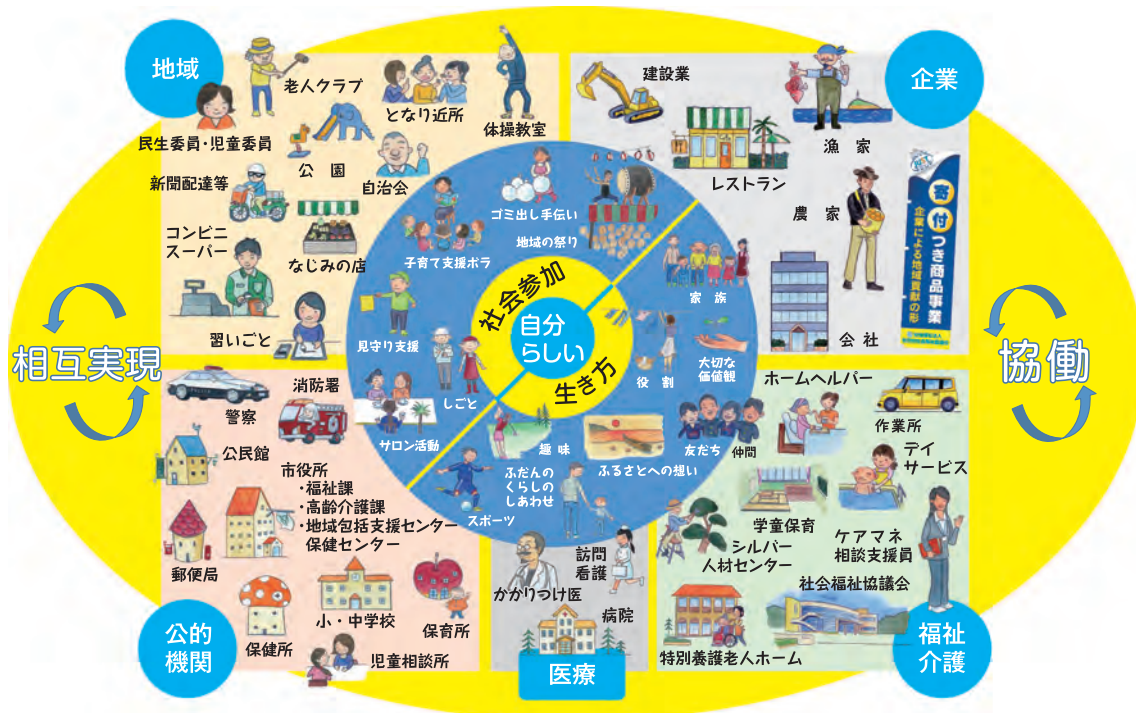 地域
老人クラブ
となり近所
体操教室
民生委員・児童委員
公園
自治会
新聞配達等
コンビニ
スーパー
なじみの店
習いごと
企業
建設業
漁家
レストラン
農家
会社
寄付つき商品事業
企業による地域貢献の形
相互実現
協働
ゴミ出し手伝い
地域の祭り
子育て支援ボラ
見守り支援
しごと
サロン活動
社会参加
自分
らしい
生き方
家族
役割
大切な
価値観
友だち
仲間
趣味
ふるさとへの想い
ふだんの
くらしの
しあわせ
スポーツ
警察
消防署
公民館
市役所
・福祉課
・高齢介護課
・地域包括支援センター
保健センター
郵便局
小・中学校
保育所
保健所
児童相談所
公的
機関
かかりつけ医
訪問
看護
病院
医療
ホームヘルパー
作業所
デイ
サービス
学童保育
シルバー
人材センター
ケアマネ
相談支援員
社会福祉協議会
特別養護老人ホーム
福祉
介護